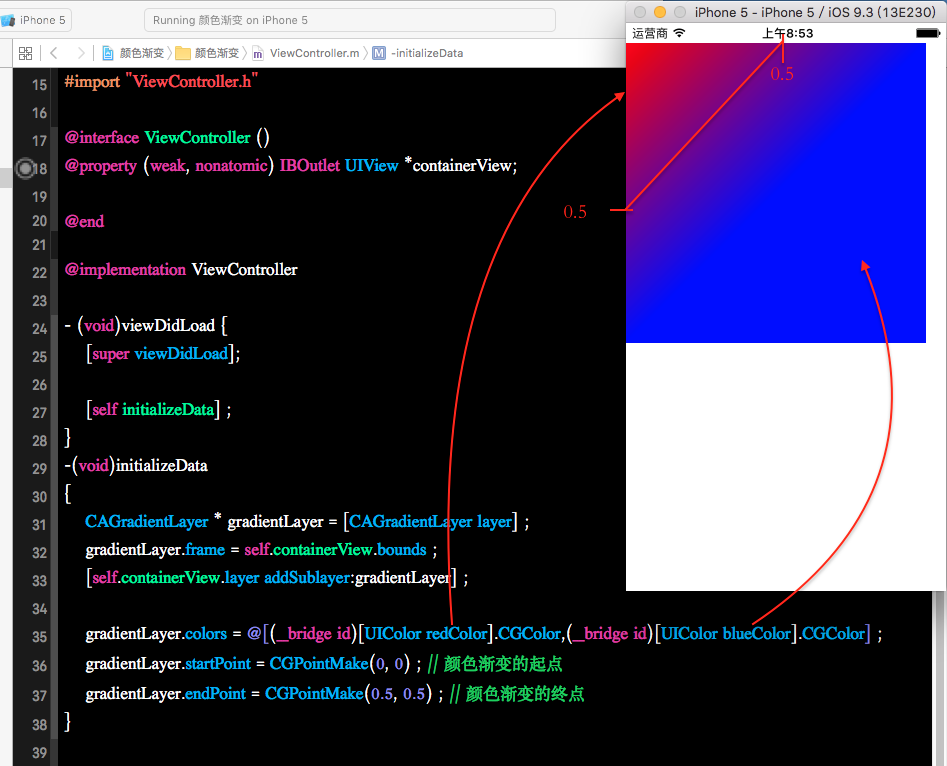 iPhone 5
Running 颜色渐变 on iPhone 5
颜色渐变
颜色渐变
ViewController.m
M
-initializeData
iPhone 5 - iPhone 5 / iOS 9.3 (13E230)
运营商
上午8:53
0.5
0.5
15 #import "ViewController.h"
16
17 @interface ViewController ()
18 @property (weak, nonatomic) IBOutlet UIView *containerView;
19
20 @end
21
22 @implementation ViewController
23
24 - (void)viewDidLoad {
25 [super viewDidLoad];
26
27 [self initializeData] ;
28 }
29 -(void)initializeData
30 {
31 CAGradientLayer * gradientLayer = [CAGradientLayer layer] ;
32 gradientLayer.frame = self.containerView.bounds ;
33 [self.containerView.layer addSublayer:gradientLayer] ;
34
35 gradientLayer.colors = @[(__bridge id)[UIColor redColor].CGColor,(__bridge id)[UIColor blueColor].CGColor] ;
36 gradientLayer.startPoint = CGPointMake(0, 0) ; // 颜色渐变的起点
37 gradientLayer.endPoint = CGPointMake(0.5, 0.5) ; // 颜色渐变的终点
38 }
39